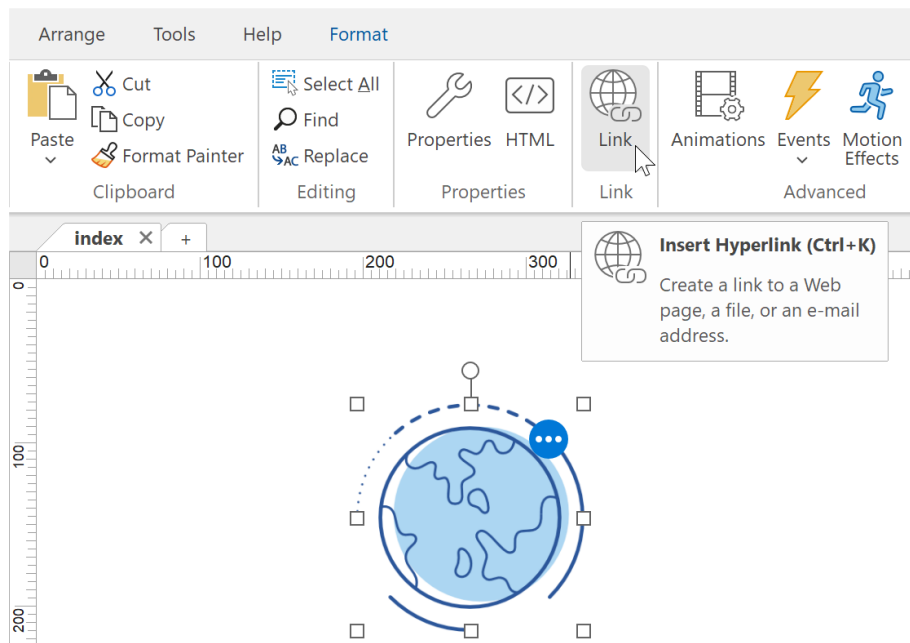 Arrange Tools Help Format
Cut Select All
Copy Find
Paste Properties HTML Link Animations Events Motion Effects
Format Painter AB AC Replace
Clipboard Editing Properties Link Advanced
index +
0 100 200 300
Insert Hyperlink (Ctrl+K)
Create a link to a Web
page, a file, or an e-mail
address.
0
100
200